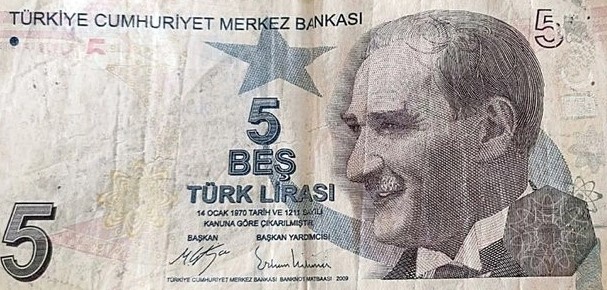 TÜRKİYE CUMHURİYET MERKEZ BANKASI
5
5
5
BEŞ
TÜRK LİRASI
14 OCAK 1970 TARİH VE 1211 SAYILI
KANUNA GÖRE ÇIKARILMIŞTIR
BAŞKAN BAŞKAN YARDIMCISI
5
TÜRKİYE CUMHURİYET MERKEZ BANKASI BANKNOT MATBAASI 2009